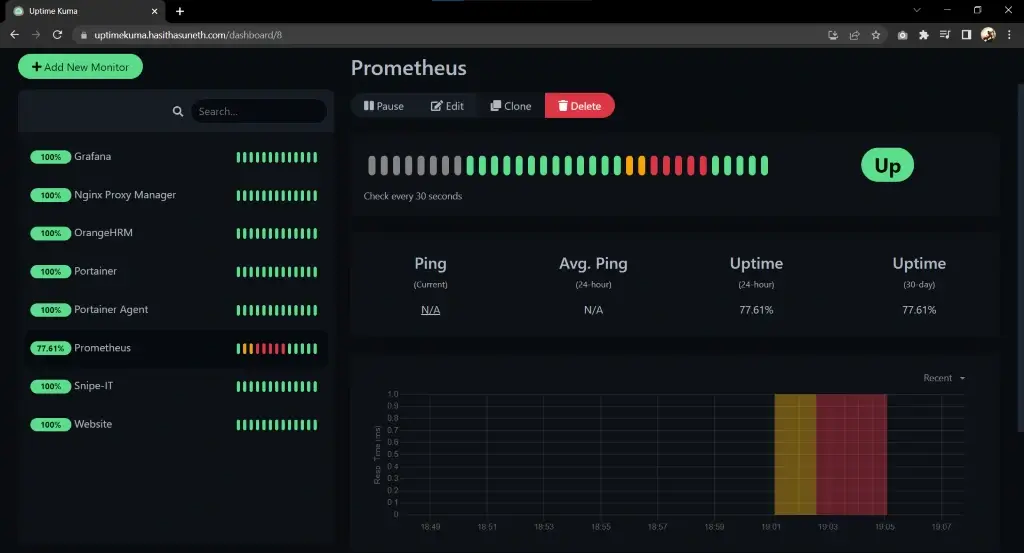 Uptime Kuma
uptimekuma.hasithasuneth.com/dashboard/8
Add New Monitor
Search...
100% Grafana
100% Nginx Proxy Manager
100% OrangeHRM
100% Portainer
100% Portainer Agent
77.61% Prometheus
100% Snipe-IT
100% Website
Prometheus
Pause Edit Clone Delete
Up
Check every 30 seconds
Ping Avg. Ping Uptime Uptime
(Current) (24-hour) (24-hour) (30-day)
N/A N/A 77.61% 77.61%
Recent
Resp. Time (ms)
1.0
0.9
0.8
0.7
0.6
0.5
0.4
0.3
0.2
0.1
0
18:49 18:51 18:53 18:55 18:57 18:59 19:01 19:03 19:05 19:07